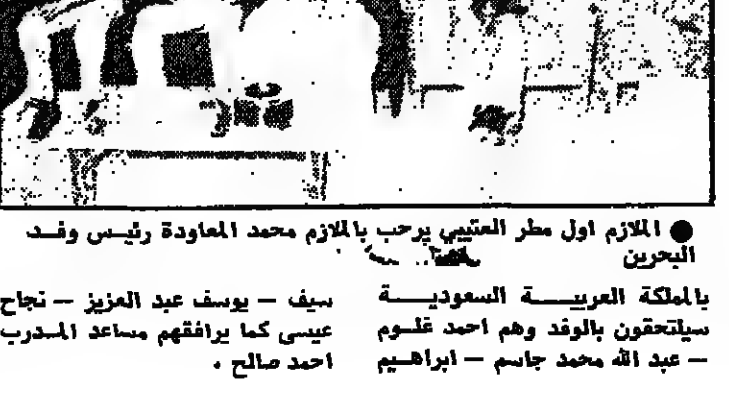 ● الملازم اول مطر العتيبي يرحب بالملازم محمد المعاودة رئيس وفد
البحرين
بالمملكة العربية السعودية
سيلتحقون بالوفد وهم احمد غلوم
— عبد الله محمد جاسم — ابراهيم
سيف — يوسف عبد العزيز — نجاح
عيسى كما يرافقهم مساعد المدرب
احمد صالح .